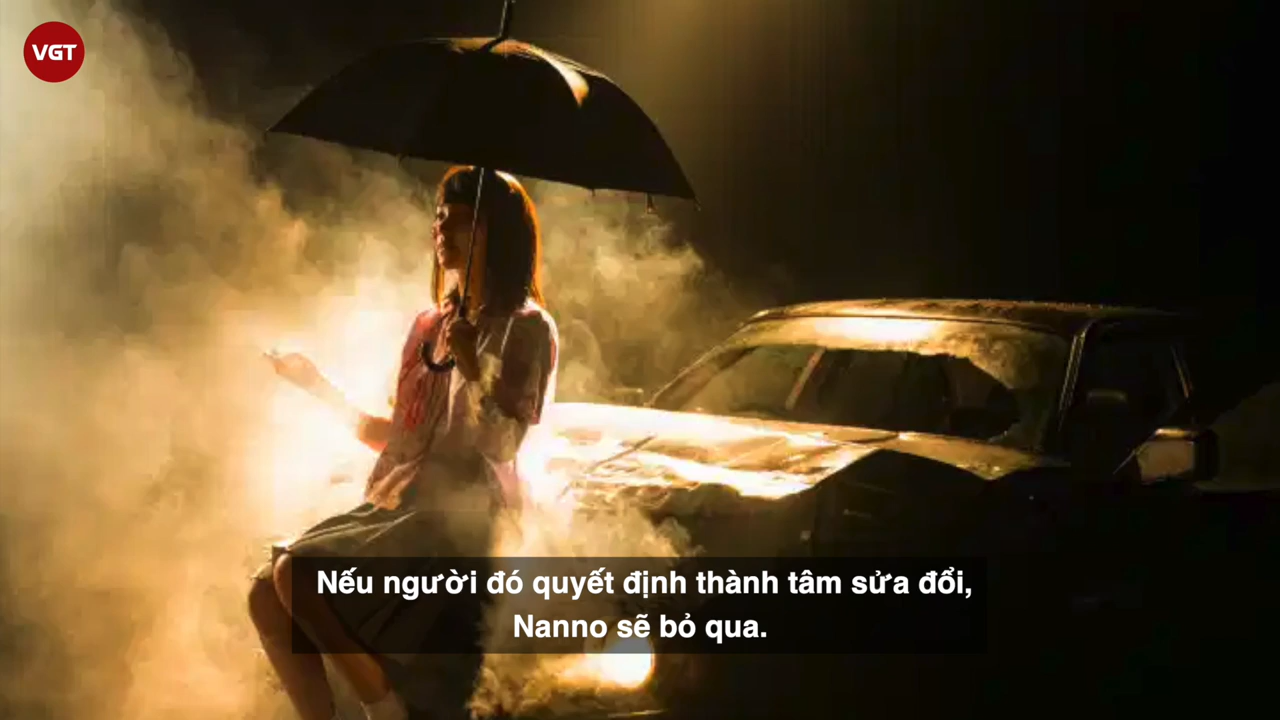 VGT
Nếu người đó quyết định thành tâm sửa đổi,
Nanno sẽ bỏ qua.